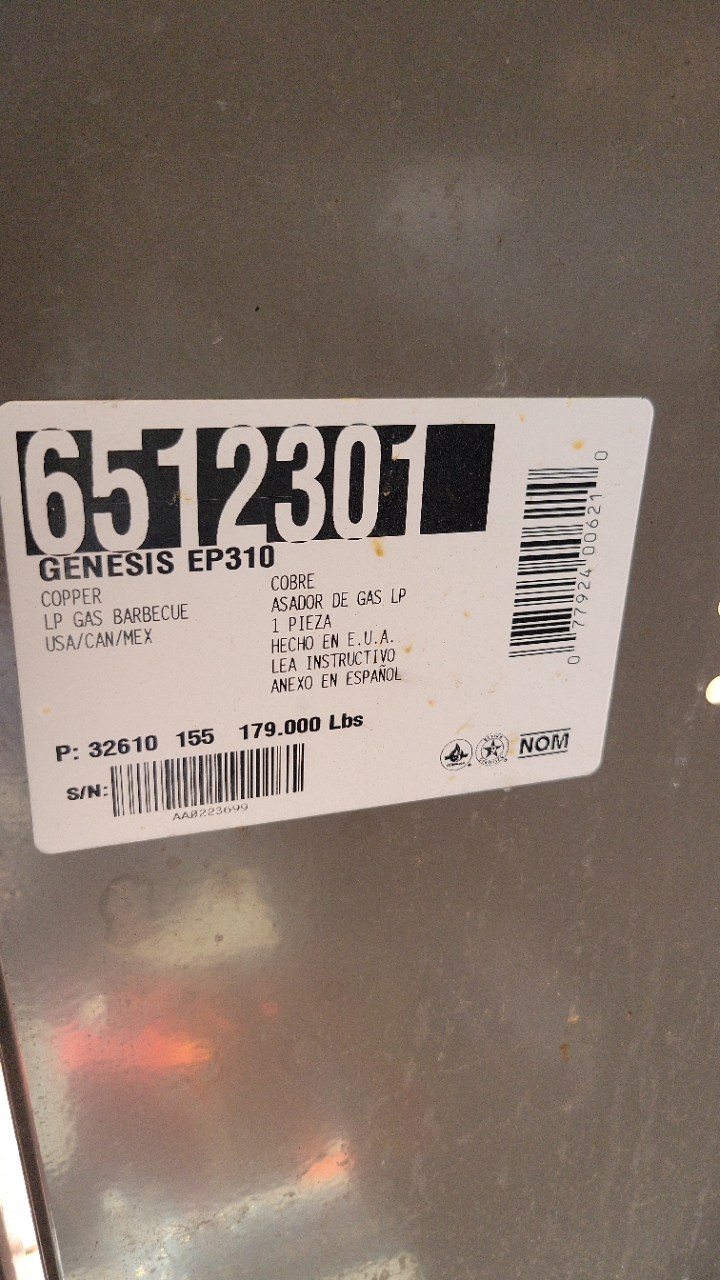 6512301
GENESIS EP310
COPPER
LP GAS BARBECUE
USA/CAN/MEX
COBRE
ASADOR DE GAS LP
1 PIEZA
HECHO EN E.U.A.
LEA INSTRUCTIVO
ANEXO EN ESPAÑOL
0 77924 00621 0
P: 32610 155 179.000 Lbs
S/N:
AA0223699
NOM